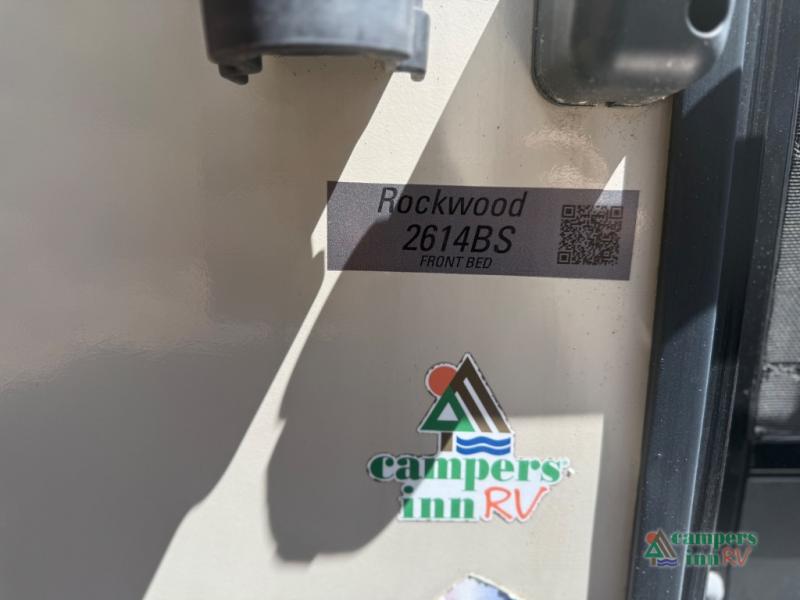 Rockwood
2614BS
FRONT BED
campers
inn RV
campers
inn RV